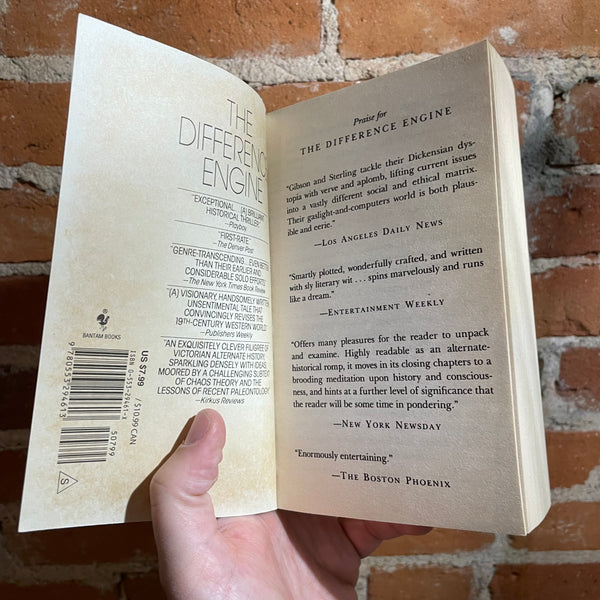 THE
DIFFERENCE
ENGINE
"EXCEPTIONAL... [A] BRILLIANT
HISTORICAL THRILLER."
—Playboy
"FIRST-RATE."
—The Denver Post
"GENRE-TRANSCENDING... EVEN BETTER
THAN THEIR EARLIER AND
CONSIDERABLE SOLO EFFORTS."
—The New York Times Book Review
"[A] VISIONARY, HANDSOMELY WRITTEN,
UNSENTIMENTAL TALE THAT
CONVINCINGLY REVISES THE
19TH-CENTURY WESTERN WORLD."
—Publishers Weekly
"AN EXQUISITELY CLEVER FILIGREE OF
VICTORIAN ALTERNATE HISTORY,
SPARKLING DENSELY WITH IDEAS,
MOORED BY A CHALLENGING SUBTEXT
OF CHAOS THEORY AND THE
LESSONS OF RECENT PALEONTOLOGY."
—Kirkus Reviews
BANTAM BOOKS
US $7.99 / $10.99 CAN
ISBN 0-553-29461-X
9 780553 294613
50799
S
Praise for
THE DIFFERENCE ENGINE
"Gibson and Sterling tackle their Dickensian dys-
topia with verve and aplomb, lifting current issues
into a vastly different social and ethical matrix.
Their gaslight-and-computers world is both plaus-
ible and eerie."
—LOS ANGELES DAILY NEWS
"Smartly plotted, wonderfully crafted, and written
with sly literary wit . . . spins marvelously and runs
like a dream."
—ENTERTAINMENT WEEKLY
"Offers many pleasures for the reader to unpack
and examine. Highly readable as an alternate-
historical romp, it moves in its closing chapters to a
brooding meditation upon history and conscious-
ness, and hints at a further level of significance that
the reader will be some time in pondering."
—NEW YORK NEWSDAY
"Enormously entertaining."
—THE BOSTON PHOENIX